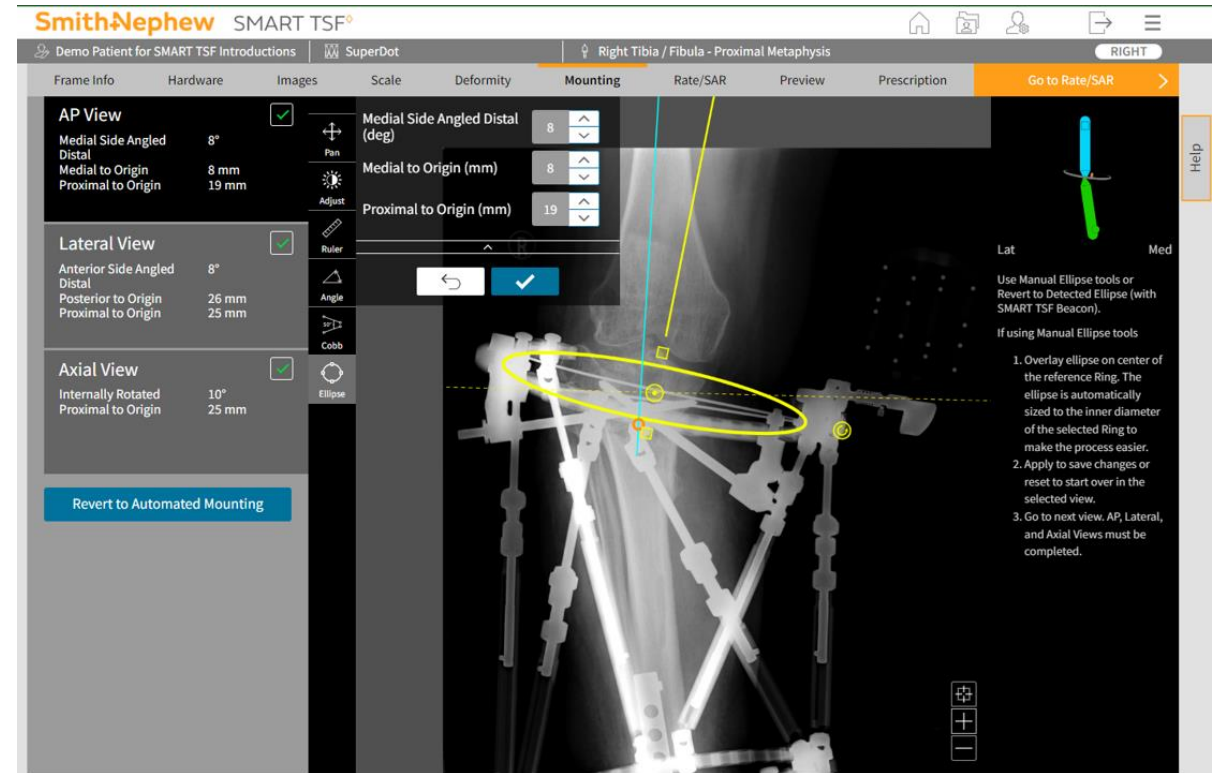 Smith+Nephew SMART TSF◊
Demo Patient for SMART TSF Introductions
SuperDot
Right Tibia / Fibula - Proximal Metaphysis
RIGHT
Frame Info
Hardware
Images
Scale
Deformity
Mounting
Rate/SAR
Preview
Prescription
Go to Rate/SAR
AP View
Medial Side Angled 8°
Distal
Medial to Origin 8 mm
Proximal to Origin 19 mm
Lateral View
Anterior Side Angled 8°
Distal
Posterior to Origin 26 mm
Proximal to Origin 25 mm
Axial View
Internally Rotated 10°
Proximal to Origin 25 mm
Revert to Automated Mounting
Pan
Adjust
Ruler
Angle
Cobb
Ellipse
Medial Side Angled Distal
(deg)
8
Medial to Origin (mm)
8
Proximal to Origin (mm)
19
R
Lat
Med
Use Manual Ellipse tools or
Revert to Detected Ellipse (with
SMART TSF Beacon).
If using Manual Ellipse tools
1. Overlay ellipse on center of
the reference Ring. The
ellipse is automatically
sized to the inner diameter
of the selected Ring to
make the process easier.
2. Apply to save changes or
reset to start over in the
selected view.
3. Go to next view. AP, Lateral,
and Axial Views must be
completed.
Help